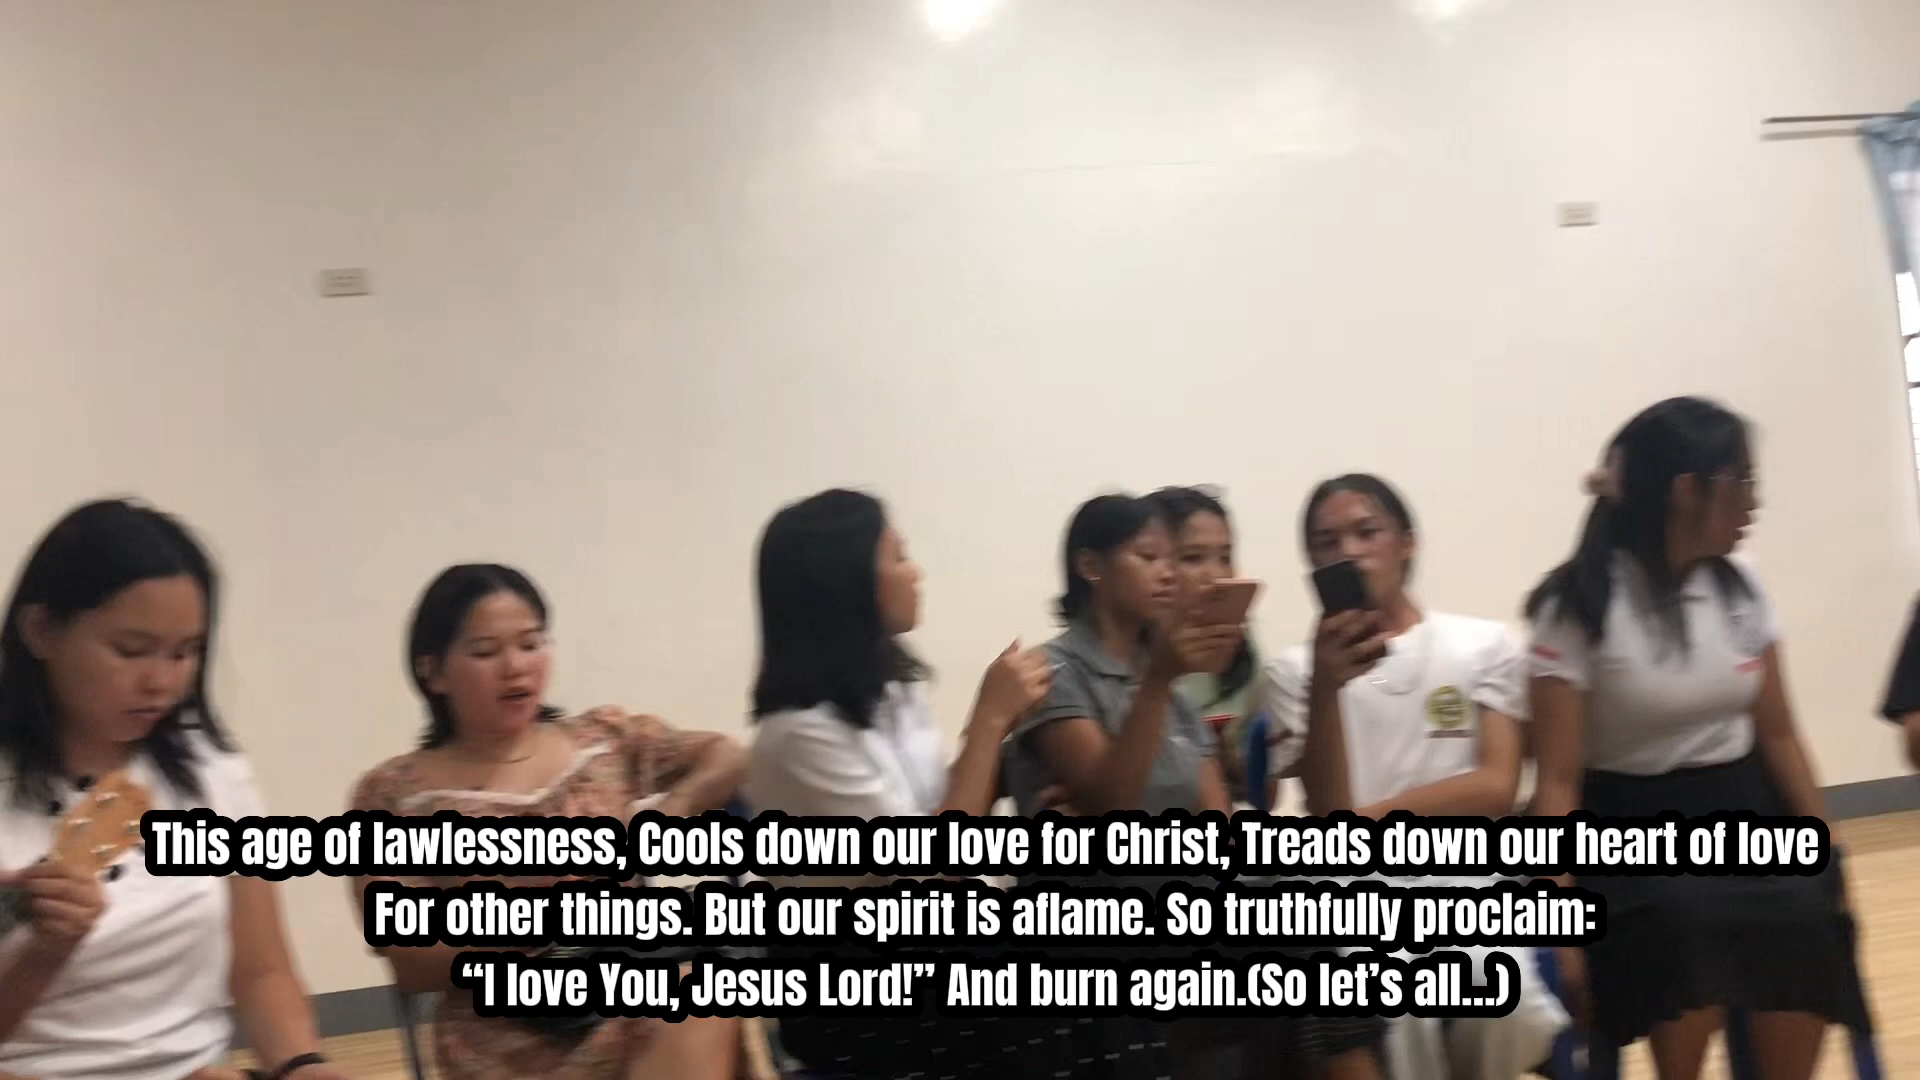 This age of lawlessness, Cools down our love for Christ, Treads down our heart of love
For other things. But our spirit is aflame. So truthfully proclaim:
“I love You, Jesus Lord!” And burn again.(So let’s all...)